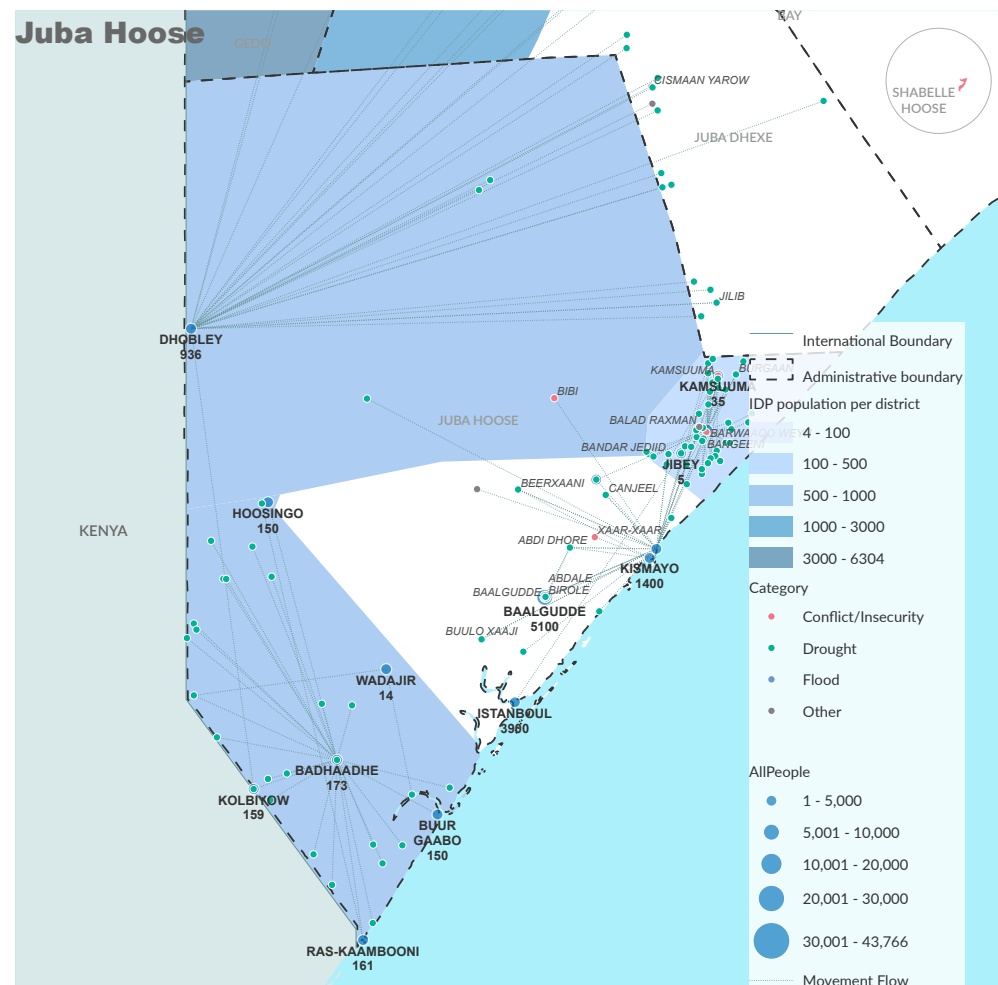 Juba Hoose
BAY
GEDO
CISMAAN YAROW
SHABELLE
HOOSE
JUBA DHEXE
JILIB
DHOBLEY
936
International Boundary
KAMSUUMA
BURGAAN
Administrative boundary
KAMSUUMA
35
BIBI
IDP population per district
JUBA HOOSE
BALAD RAXMAN
4 - 100
BANDAR JEDIID
JIBEY
5
100 - 500
BEERXAANI
CANJEEL
500 - 1000
HOOSINGO
150
XAAR-XAAR
1000 - 3000
KENYA
ABDI DHORE
3000 - 6304
KISMAYO
1400
ABDALE
BIROLE
BAALGUDDE
Category
BAALGUDDE
5100
Conflict/Insecurity
BUULO XAAJI
Drought
WADAJIR
14
Flood
ISTANBOUL
Other
BADHAADHE
173
AllPeople
KOLBIYOW
159
1 - 5,000
BUUR
GAABO
150
5,001 - 10,000
10,001 - 20,000
20,001 - 30,000
30,001 - 43,766
RAS-KAAMBOONI
161
Movement Flow